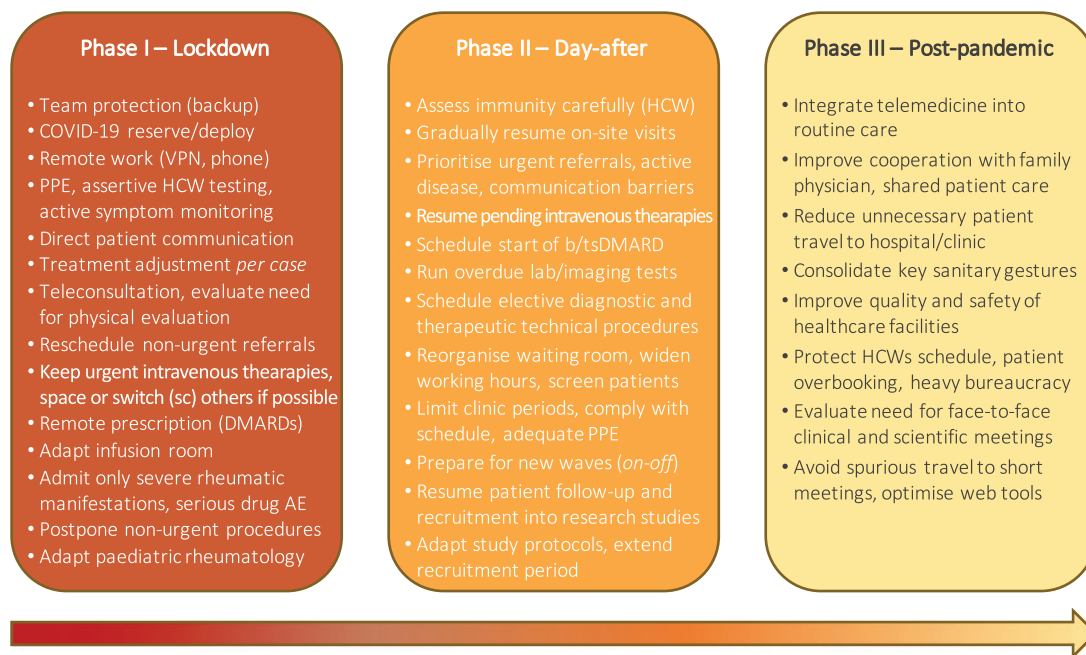 Phase I – Lockdown
• Team protection (backup)
• COVID-19 reserve/deploy
• Remote work (VPN, phone)
• PPE, assertive HCW testing,
active symptom monitoring
• Direct patient communication
• Treatment adjustment per case
• Teleconsultation, evaluate need
for physical evaluation
• Reschedule non-urgent referrals
• Keep urgent intravenous thearapies,
space or switch (sc) others if possible
• Remote prescription (DMARDs)
• Adapt infusion room
• Admit only severe rheumatic
manifestations, serious drug AE
• Postpone non-urgent procedures
• Adapt paediatric rheumatology
Phase II – Day-after
• Assess immunity carefully (HCW)
• Gradually resume on-site visits
• Prioritise urgent referrals, active
disease, communication barriers
• Resume pending intravenous thearapies
• Schedule start of b/tsDMARD
• Run overdue lab/imaging tests
• Schedule elective diagnostic and
therapeutic technical procedures
• Reorganise waiting room, widen
working hours, screen patients
• Limit clinic periods, comply with
schedule, adequate PPE
• Prepare for new waves (on-off)
• Resume patient follow-up and
recruitment into research studies
• Adapt study protocols, extend
recruitment period
Phase III – Post-pandemic
• Integrate telemedicine into
routine care
• Improve cooperation with family
physician, shared patient care
• Reduce unnecessary patient
travel to hospital/clinic
• Consolidate key sanitary gestures
• Improve quality and safety of
healthcare facilities
• Protect HCWs schedule, patient
overbooking, heavy bureaucracy
• Evaluate need for face-to-face
clinical and scientific meetings
• Avoid spurious travel to short
meetings, optimise web tools